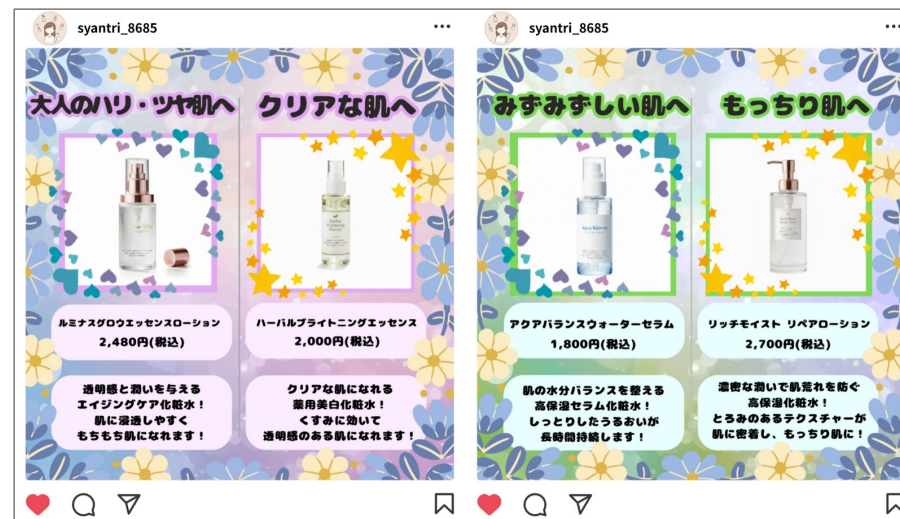 syantri_8685
大人のハリ・ツヤ肌へ
クリアな肌へ
ルミナスグロウエッセンスローション
2,480円(税込)
ハーバルブライトニングエッセンス
2,000円(税込)
透明感と潤いを与える
エイジングケア化粧水！
肌に浸透しやすく
もちもち肌になれます！
クリアな肌になれる
薬用美白化粧水！
くすみに効いて
透明感のある肌になれます！
syantri_8685
みずみずしい肌へ
もっちり肌へ
Aqua Balance
アクアバランスウォーターセラム
1,800円(税込)
リッチモイスト リペアローション
2,700円(税込)
肌の水分バランスを整える
高保湿セラム化粧水！
しっとりしたうるおいが
長時間持続します！
濃密な潤いで肌荒れを防ぐ
高保湿化粧水！
とろみのあるテクスチャーが
肌に密着し、もっちり肌に！